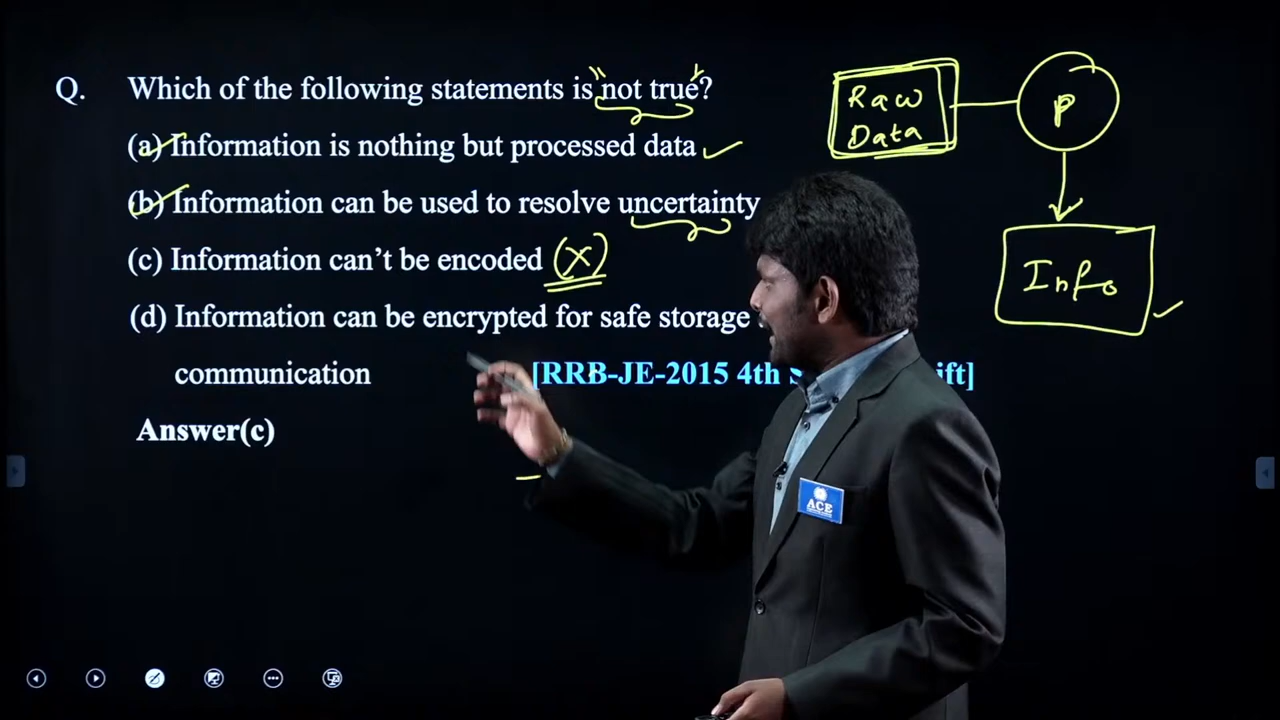 Q. Which of the following statements is not true?
(a) Information is nothing but processed data
(b) Information can be used to resolve uncertainty
(c) Information can't be encoded (X)
(d) Information can be encrypted for safe storage
communication [RRB-JE-2015 4th
Answer(c)
Raw
Data
P
Info
ACE